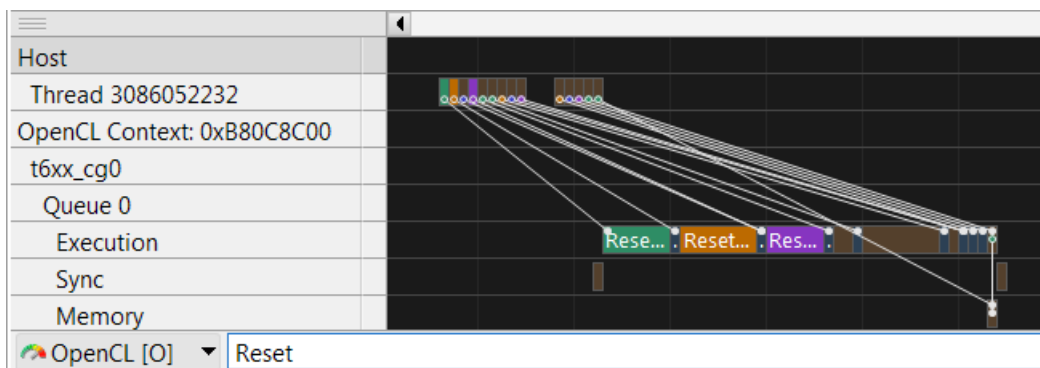 Host
Thread 3086052232
OpenCL Context: 0xB80C8C00
t6xx_cg0
Queue 0
Execution
Rese... . Reset... . Res... .
Sync
Memory
OpenCL [O] Reset